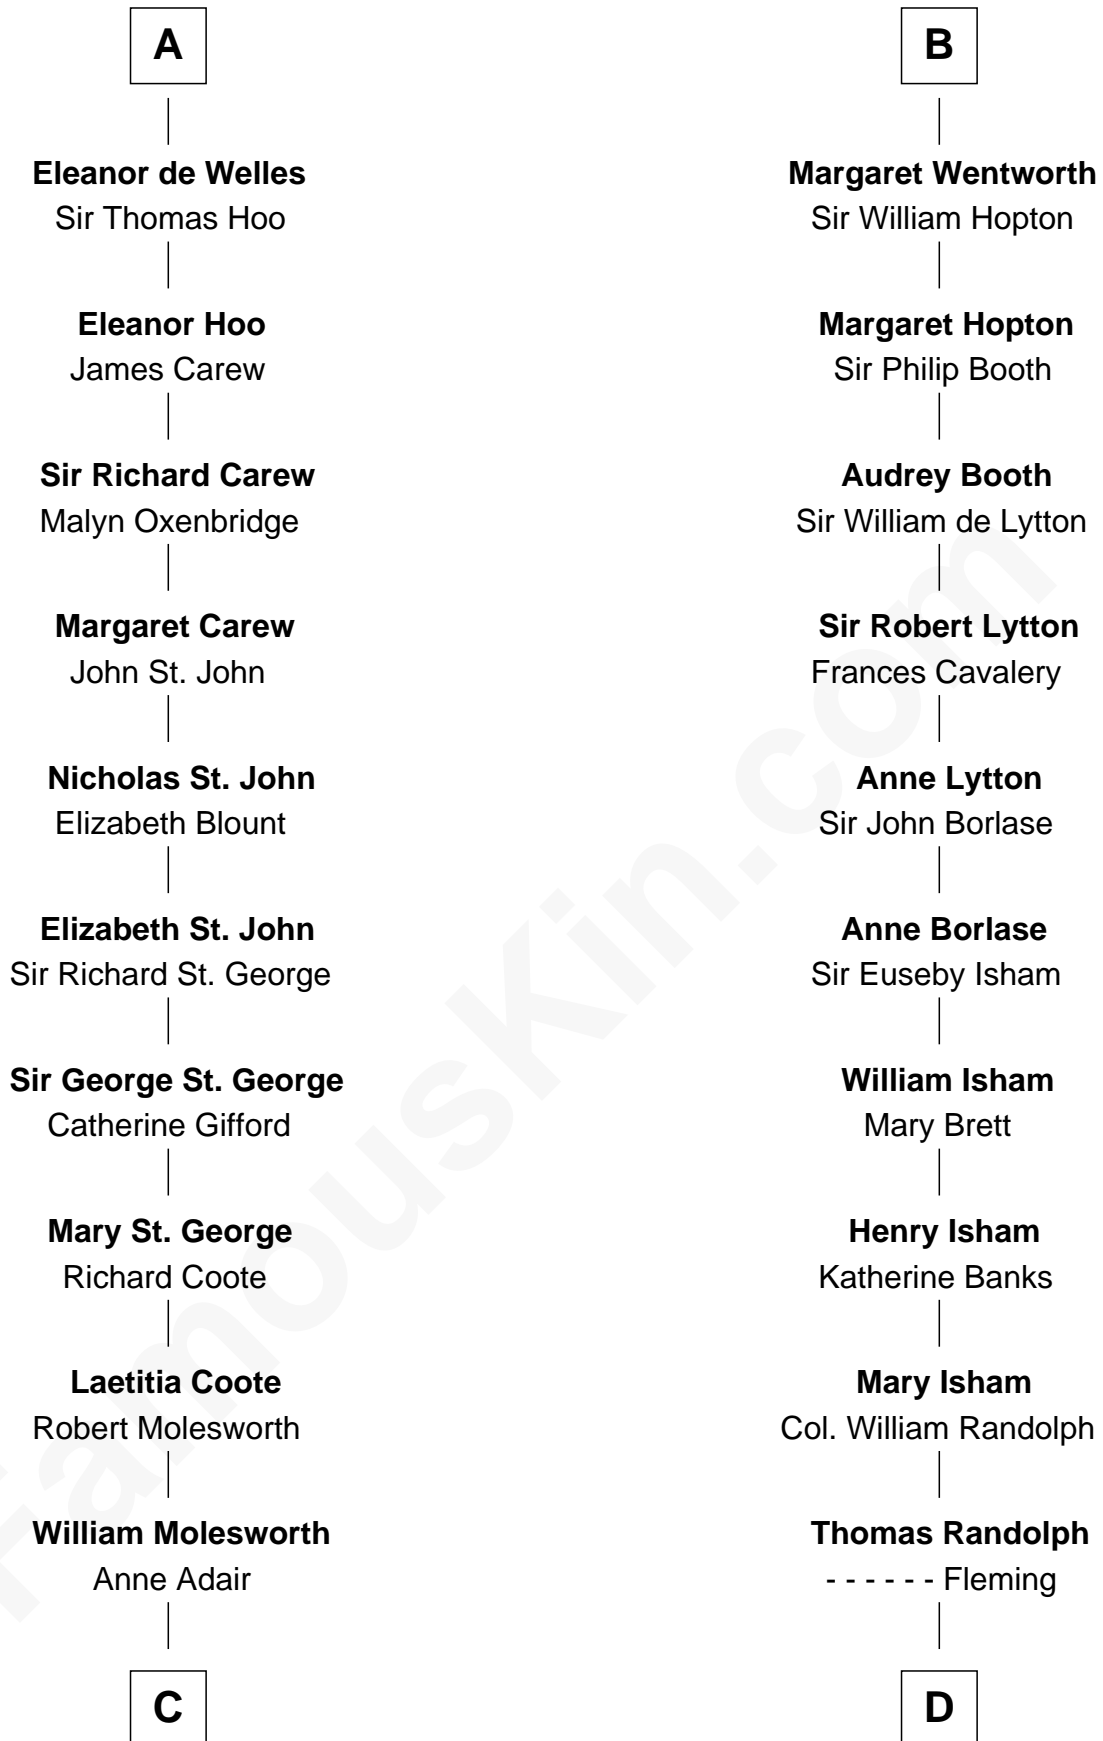 A
Eleanor de Welles
Sir Thomas Hoo
Eleanor Hoo
James Carew
Sir Richard Carew
Malyn Oxenbridge
Margaret Carew
John St. John
Nicholas St. John
Elizabeth Blount
Elizabeth St. John
Sir Richard St. George
Sir George St. George
Catherine Gifford
Mary St. George
Richard Coote
Laetitia Coote
Robert Molesworth
William Molesworth
Anne Adair
C
B
Margaret Wentworth
Sir William Hopton
Margaret Hopton
Sir Philip Booth
Audrey Booth
Sir William de Lytton
Sir Robert Lytton
Frances Cavalery
Anne Lytton
Sir John Borlase
Anne Borlase
Sir Euseby Isham
William Isham
Mary Brett
Henry Isham
Katherine Banks
Mary Isham
Col. William Randolph
Thomas Randolph
- - - - - - Fleming
D
FamousKin.com